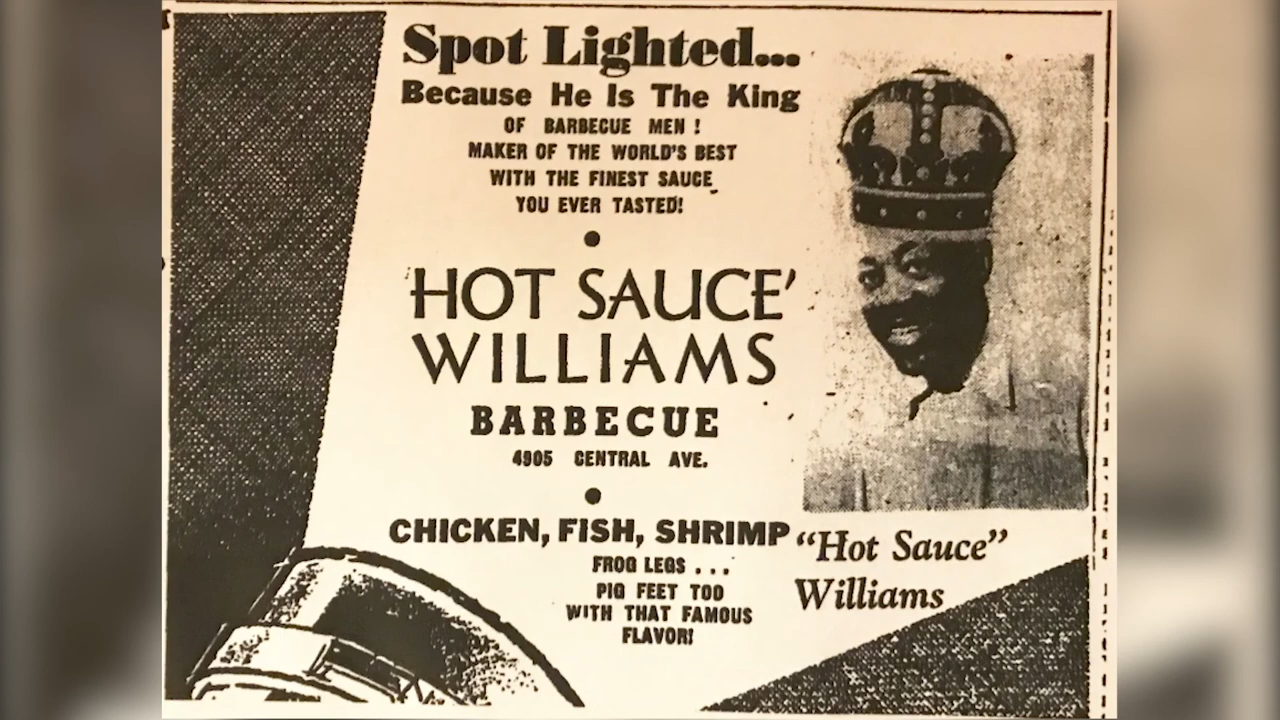 Spot Lighted...
Because He Is The King
OF BARBECUE MEN !
MAKER OF THE WORLD'S BEST
WITH THE FINEST SAUCE
YOU EVER TASTED!
'HOT SAUCE'
WILLIAMS
BARBECUE
4905 CENTRAL AVE.
CHICKEN, FISH, SHRIMP
FROG LEGS . . .
PIG FEET TOO
WITH THAT FAMOUS
FLAVOR!
"Hot Sauce"
Williams